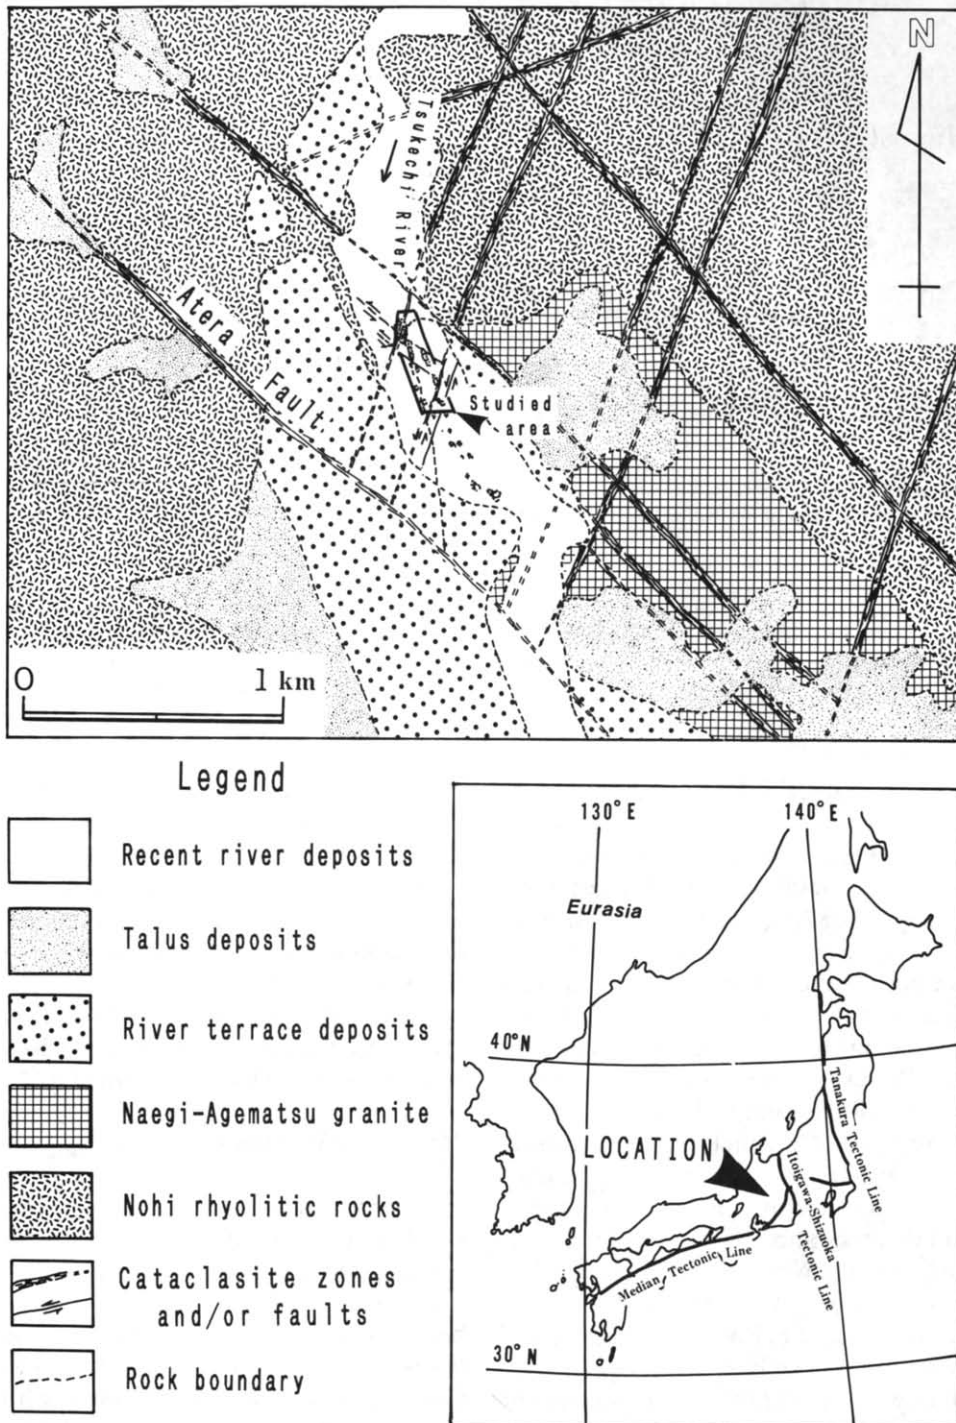 N
Tsukechi River
Atera
Fault
Studied
area
0
1 km
Legend
Recent river deposits
Talus deposits
River terrace deposits
Naegi-Agematsu granite
Nohi rhyolitic rocks
Cataclasite zones
and/or faults
Rock boundary
130°E
140°E
Eurasia
40°N
LOCATION
Tanakura Tectonic Line
Itoigawa-Shizuoka
Tectonic Line
Median Tectonic Line
30°N